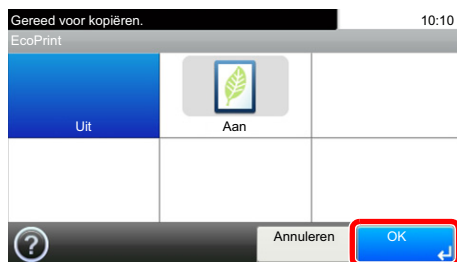 Gereed voor kopiëren.
10:10
EcoPrint
Uit
Aan
?
Annuleren
OK